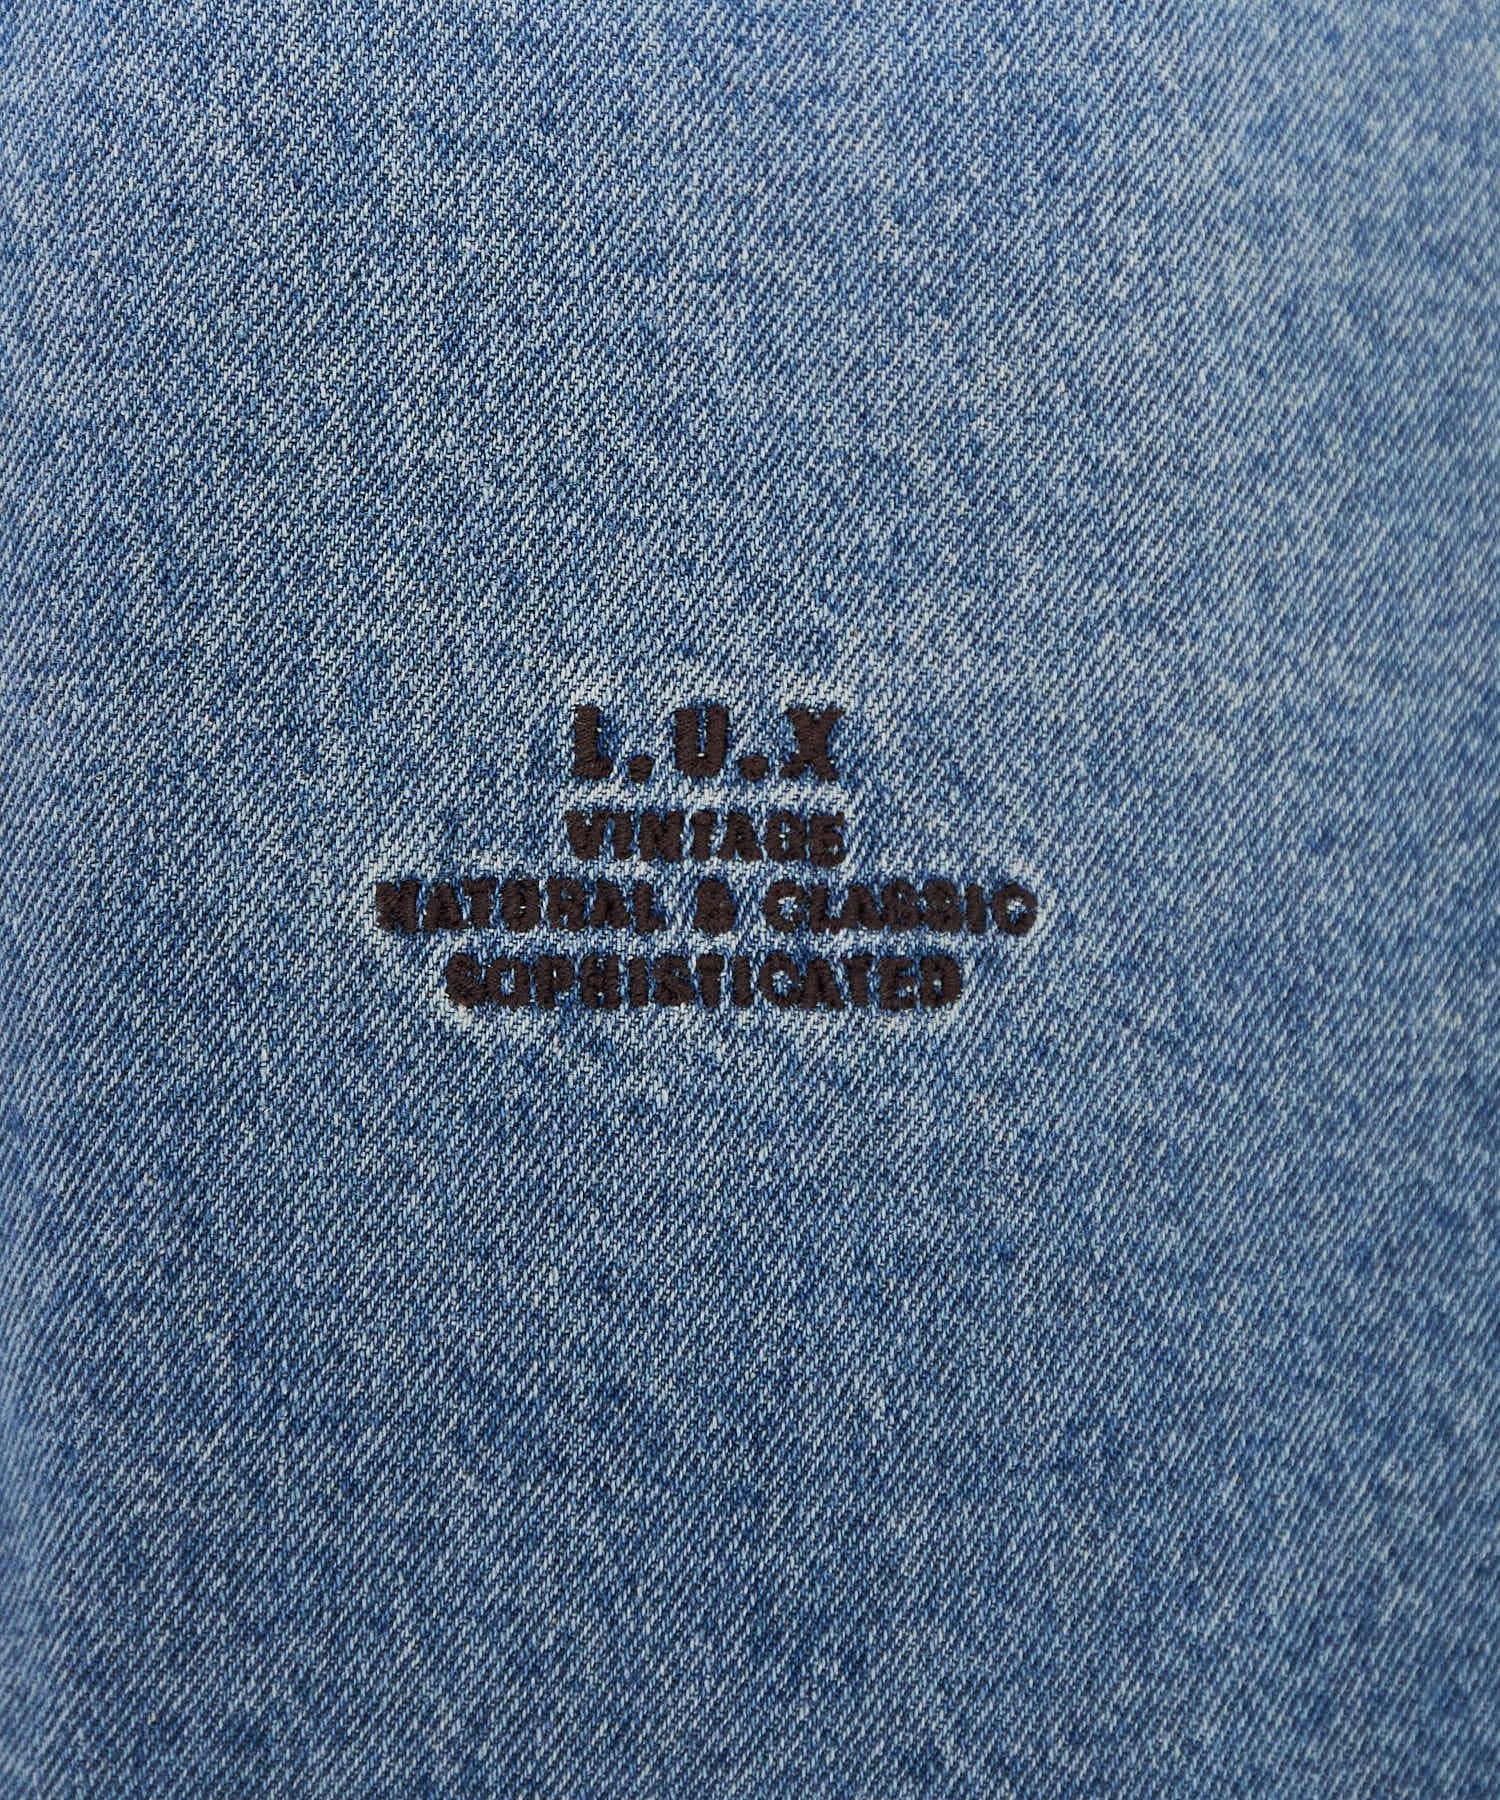 L.U.X
VINTAGE
NATURAL & CLASSIC
SOPHISTICATED